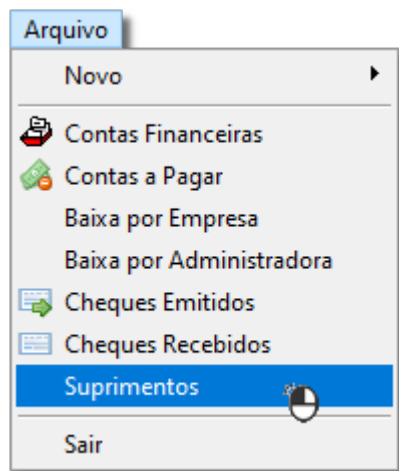 Arquivo
Novo
Contas Financeiras
Contas a Pagar
Baixa por Empresa
Baixa por Administradora
Cheques Emitidos
Cheques Recebidos
Suprimentos
Sair